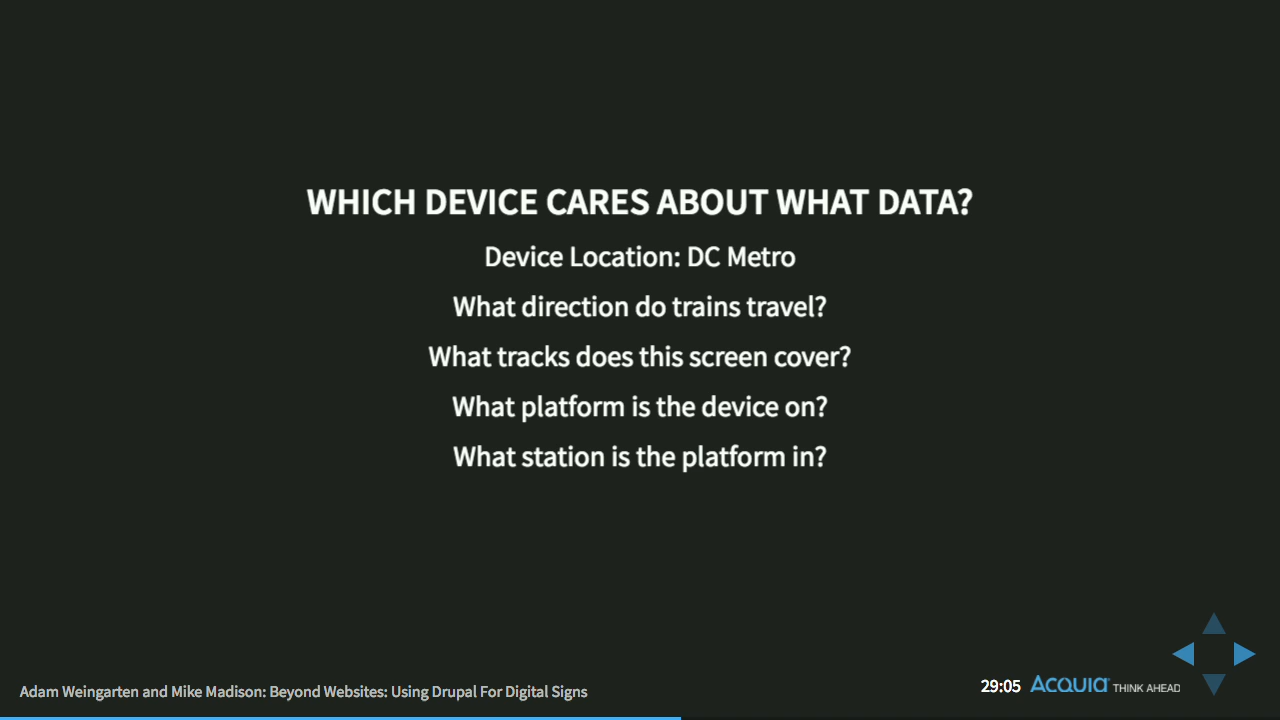 WHICH DEVICE CARES ABOUT WHAT DATA?
Device Location: DC Metro
What direction do trains travel?
What tracks does this screen cover?
What platform is the device on?
What station is the platform in?
Adam Weingarten and Mike Madison: Beyond Websites: Using Drupal For Digital Signs
29:05 Acquia THINK AHEAD